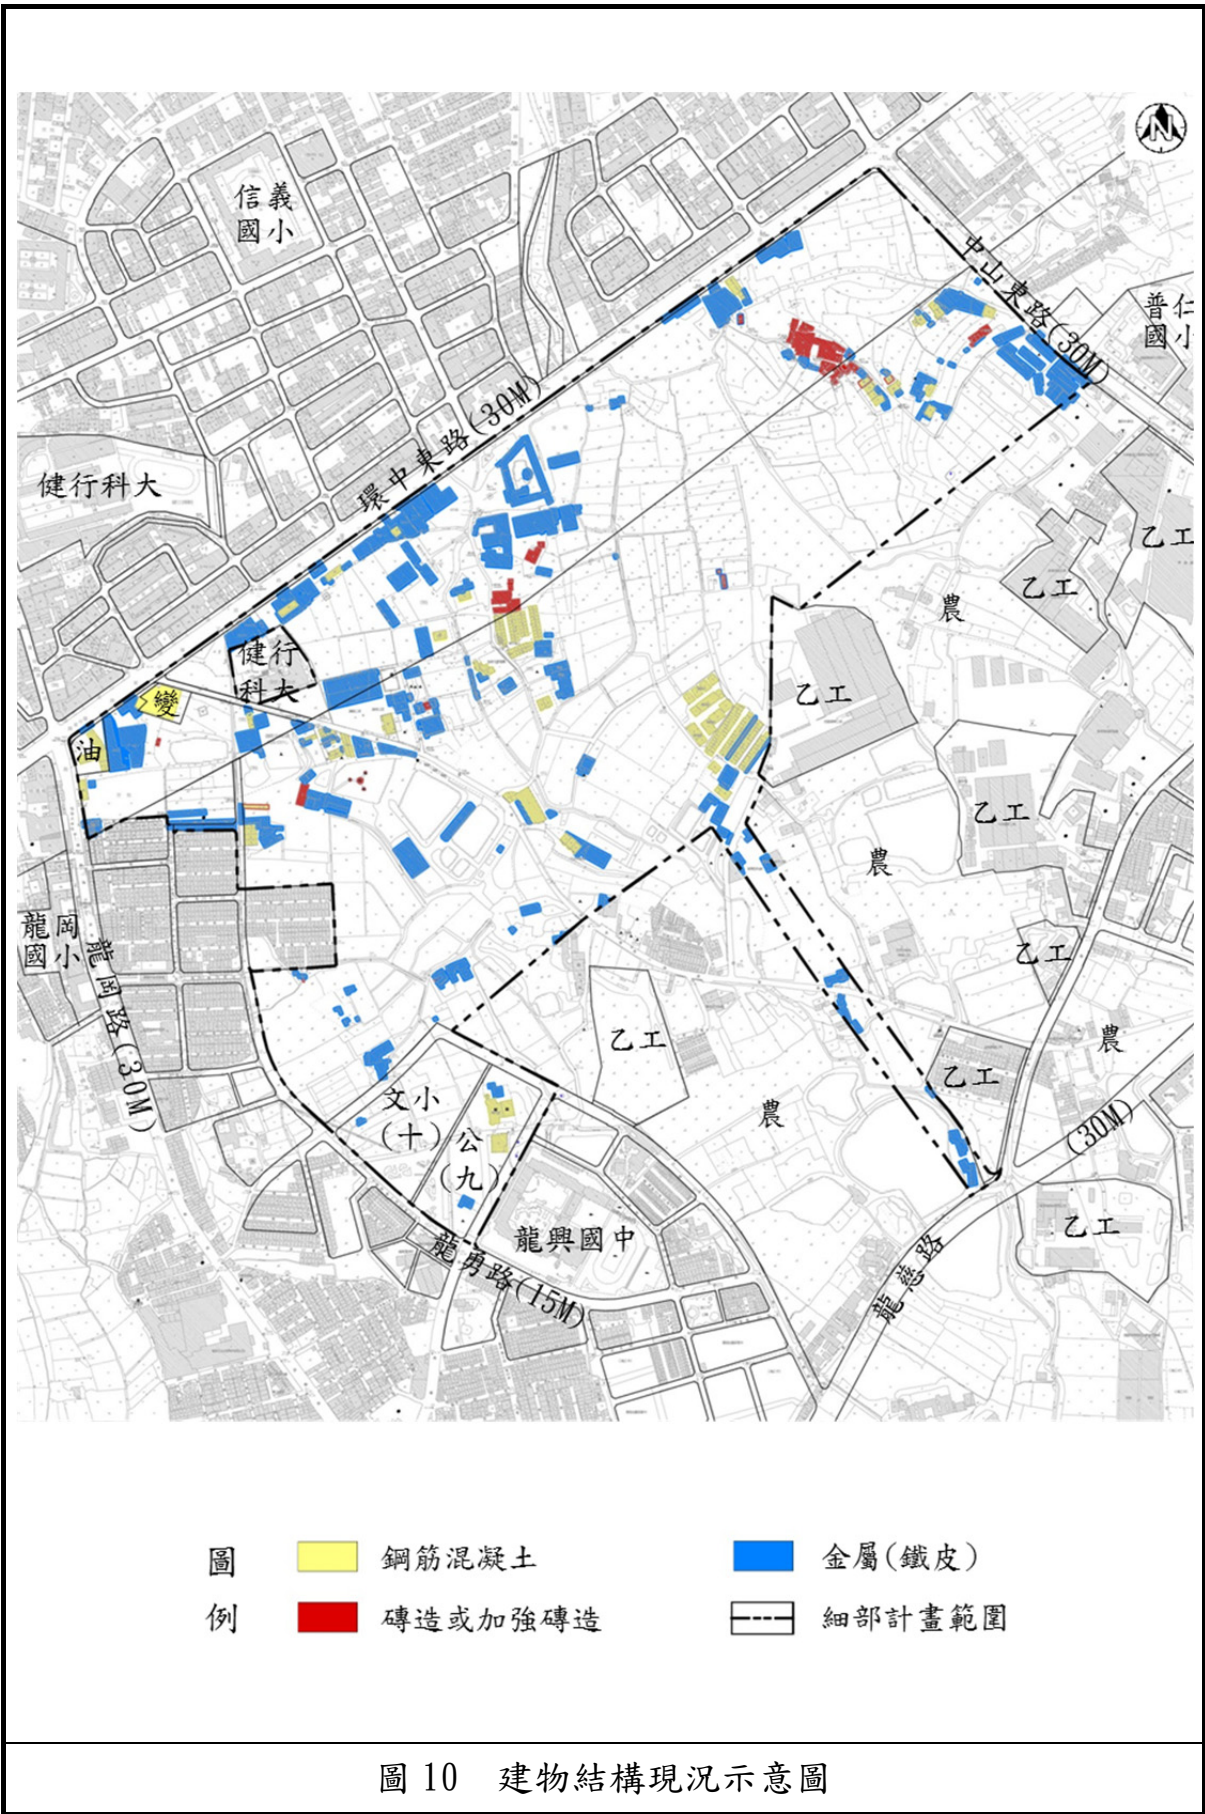 N
信義
國小
中山東路(30M)
普仁
國小
環中東路(30M)
健行科大
乙工
乙工
農
健行
科大
乙工
變
油
乙工
農
龍岡
國小
龍岡路(30M)
乙工
乙工
農
乙工
文小
(十)
農
(30M)
公
(九)
龍興國中
乙工
龍勇路(15M)
龍慈路
圖
例
鋼筋混凝土
金屬(鐵皮)
磚造或加強磚造
細部計畫範圍
圖 10 建物結構現況示意圖